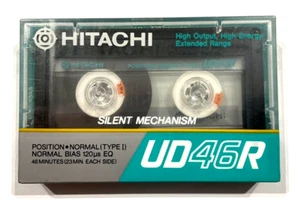 HITACHI
High Output, High Energy
Extended Range
SILENT MECHANISM
POSITION•NORMAL(TYPE I)
NORMAL BIAS 120μs EQ
46 MINUTES (23 MIN. EACH SIDE)
UD46R